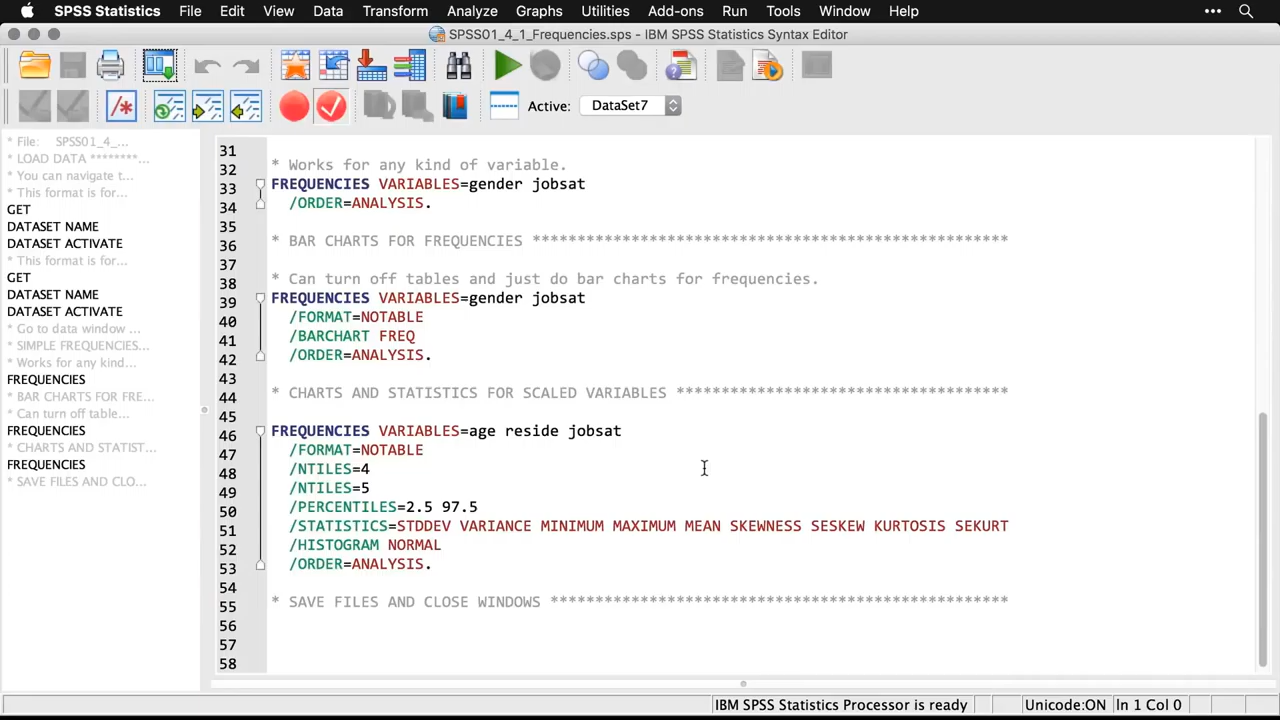 SPSS Statistics File Edit View Data Transform Analyze Graphs Utilities Add-ons Run Tools Window Help
SPSS01_4_1_Frequencies.sps - IBM SPSS Statistics Syntax Editor
Active: DataSet7
* File: SPSS01_4_...
* LOAD DATA ********...
* You can navigate t...
* This format is for...
GET
DATASET NAME
DATASET ACTIVATE
* This format is for...
GET
DATASET NAME
DATASET ACTIVATE
* Go to data window ...
* SIMPLE FREQUENCIES...
* Works for any kind...
FREQUENCIES
* BAR CHARTS FOR FRE...
* Can turn off table...
FREQUENCIES
* CHARTS AND STATIST...
FREQUENCIES
* SAVE FILES AND CLO...
31
32 * Works for any kind of variable.
33 FREQUENCIES VARIABLES=gender jobsat
34 /ORDER=ANALYSIS.
35
36 * BAR CHARTS FOR FREQUENCIES *****************************************************
37
38 * Can turn off tables and just do bar charts for frequencies.
39 FREQUENCIES VARIABLES=gender jobsat
40 /FORMAT=NOTABLE
41 /BARCHART FREQ
42 /ORDER=ANALYSIS.
43
44 * CHARTS AND STATISTICS FOR SCALED VARIABLES *************************************
45
46 FREQUENCIES VARIABLES=age reside jobsat
47 /FORMAT=NOTABLE
48 /NTILES=4
49 /NTILES=5
50 /PERCENTILES=2.5 97.5
51 /STATISTICS=STDDEV VARIANCE MINIMUM MAXIMUM MEAN SKEWNESS SESKEW KURTOSIS SEKURT
52 /HISTOGRAM NORMAL
53 /ORDER=ANALYSIS.
54
55 * SAVE FILES AND CLOSE WINDOWS ***************************************************
56
57
58
IBM SPSS Statistics Processor is ready Unicode:ON In 1 Col 0